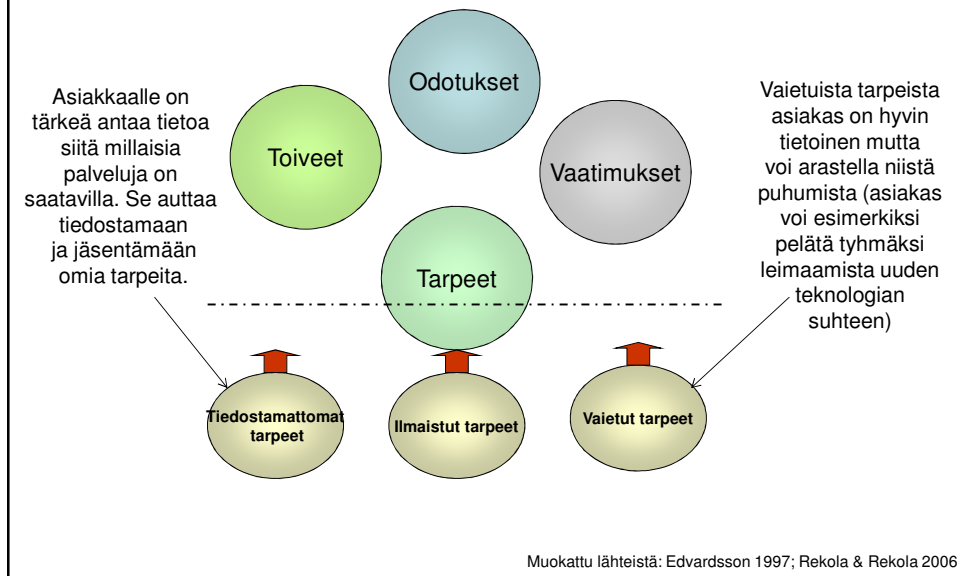 Odotukset
Toiveet
Vaatimukset
Tarpeet
Asiakkaalle on
tärkeä antaa tietoa
siitä millaisia
palveluja on
saatavilla. Se auttaa
tiedostamaan
ja jäsentämään
omia tarpeita.
Vaietuista tarpeista
asiakas on hyvin
tietoinen mutta
voi arastella niistä
puhumista (asiakas
voi esimerkiksi
pelätä tyhmäksi
leimaamista uuden
teknologian
suhteen)
Tiedostamattomat
tarpeet
Ilmaistut tarpeet
Vaietut tarpeet
Muokattu lähteistä: Edvardsson 1997; Rekola & Rekola 2006